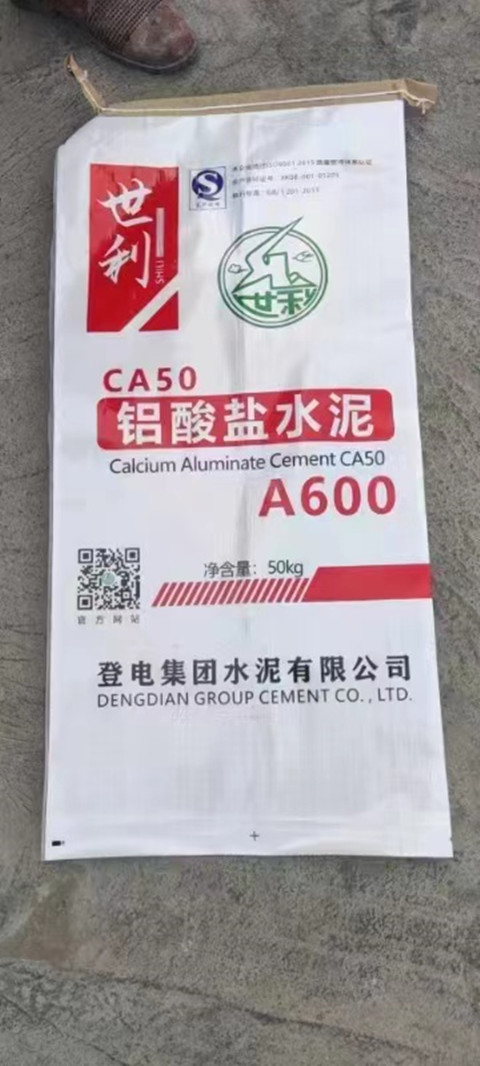 世利
SHILI
CA50
铝酸盐水泥
Calcium Aluminate Cement CA50
A600
净含量：50kg
官方网站
登电集团水泥有限公司
DENGDIAN GROUP CEMENT CO., LTD.
世利